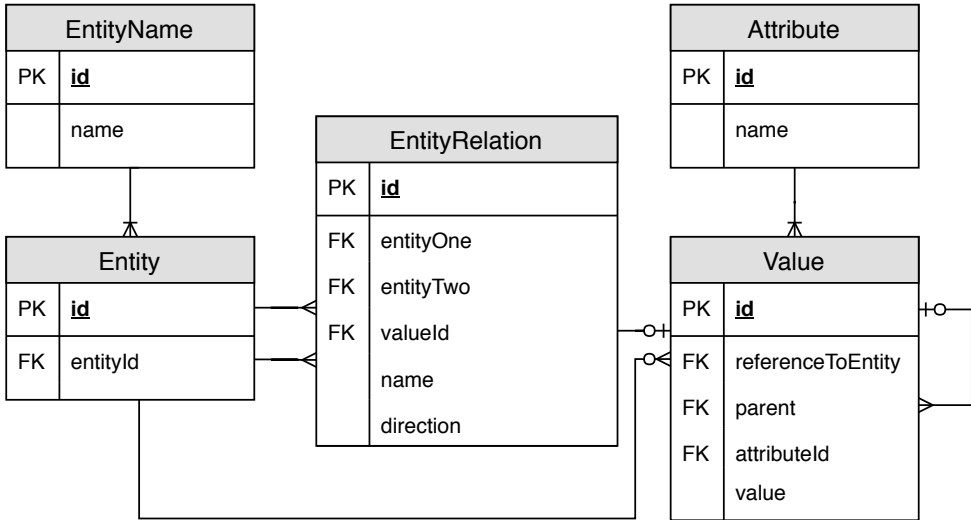 EntityName
PK id
name
Attribute
PK id
name
EntityRelation
PK id
FK entityOne
FK entityTwo
FK valueId
name
direction
Entity
PK id
FK entityId
Value
PK id
FK referenceToEntity
FK parent
FK attributeId
value